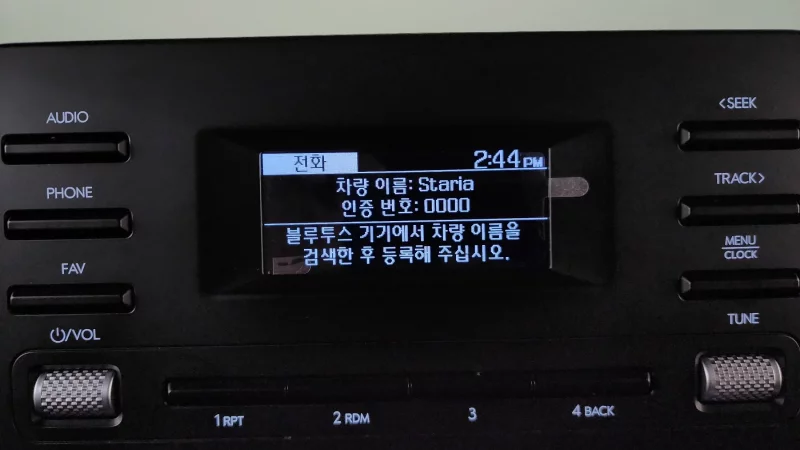 AUDIO
PHONE
FAV
⏻/VOL
전화 2:44 PM
차량 이름: Staria
인증 번호: 0000
블루투스 기기에서 차량 이름을
검색한 후 등록해 주십시오.
<SEEK
TRACK>
MENU
CLOCK
TUNE
1 RPT
2 RDM
3
4 BACK